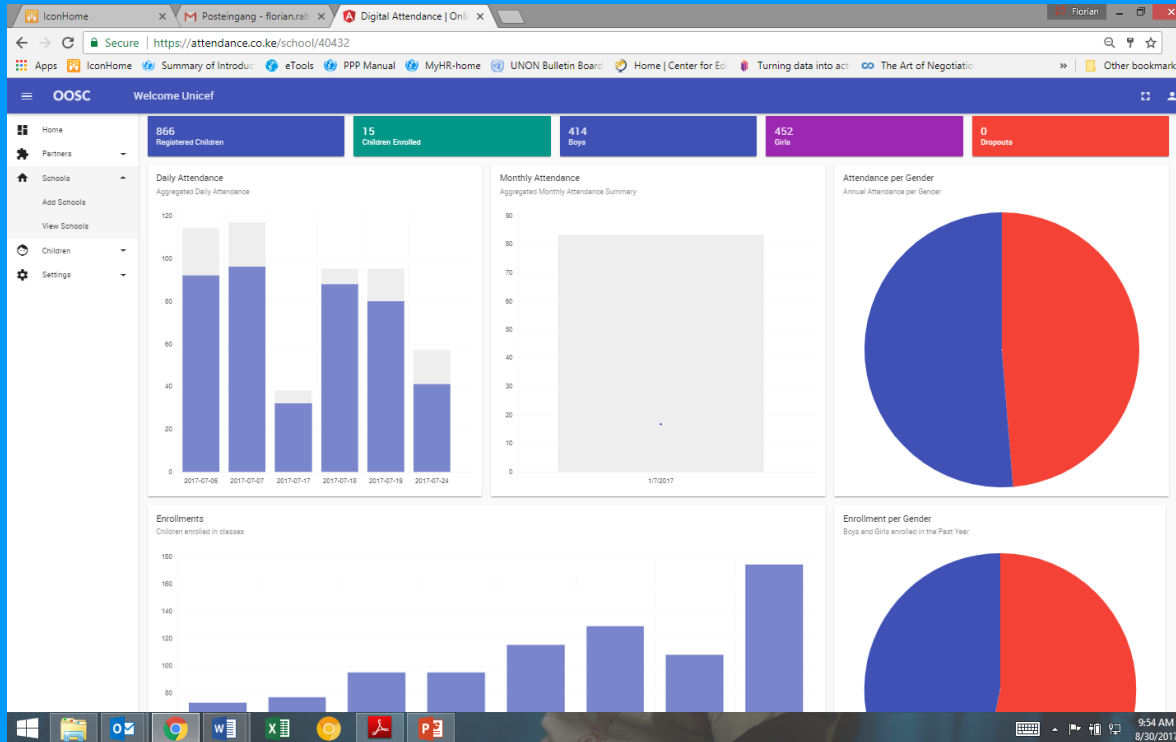 IconHome
Posteingang - florian.rab
Digital Attendance | Onlin
Florian
Secure | https://attendance.co.ke/school/40432
Apps IconHome Summary of Introduc eTools PPP Manual MyHR-home UNON Bulletin Board Home | Center for Ed Turning data into act The Art of Negotiatio » Other bookmark
OOSC Welcome Unicef
Home
Partners
Schools
Add Schools
View Schools
Children
Settings
866
Registered Children
15
Children Enrolled
414
Boys
452
Girls
0
Dropouts
Daily Attendance
Aggregated Daily Attendance
120
100
80
60
40
20
0
2017-07-06 2017-07-07 2017-07-17 2017-07-18 2017-07-19 2017-07-24
Monthly Attendance
Aggregated Monthly Attendance Summary
90
80
70
60
50
40
30
20
10
0
1/7/2017
Attendance per Gender
Annual Attendance per Gender
Enrollments
Children enrolled in classes
180
160
140
120
100
80
Enrollment per Gender
Boys and Girls enrolled in the Past Year
9:54 AM
8/30/2017